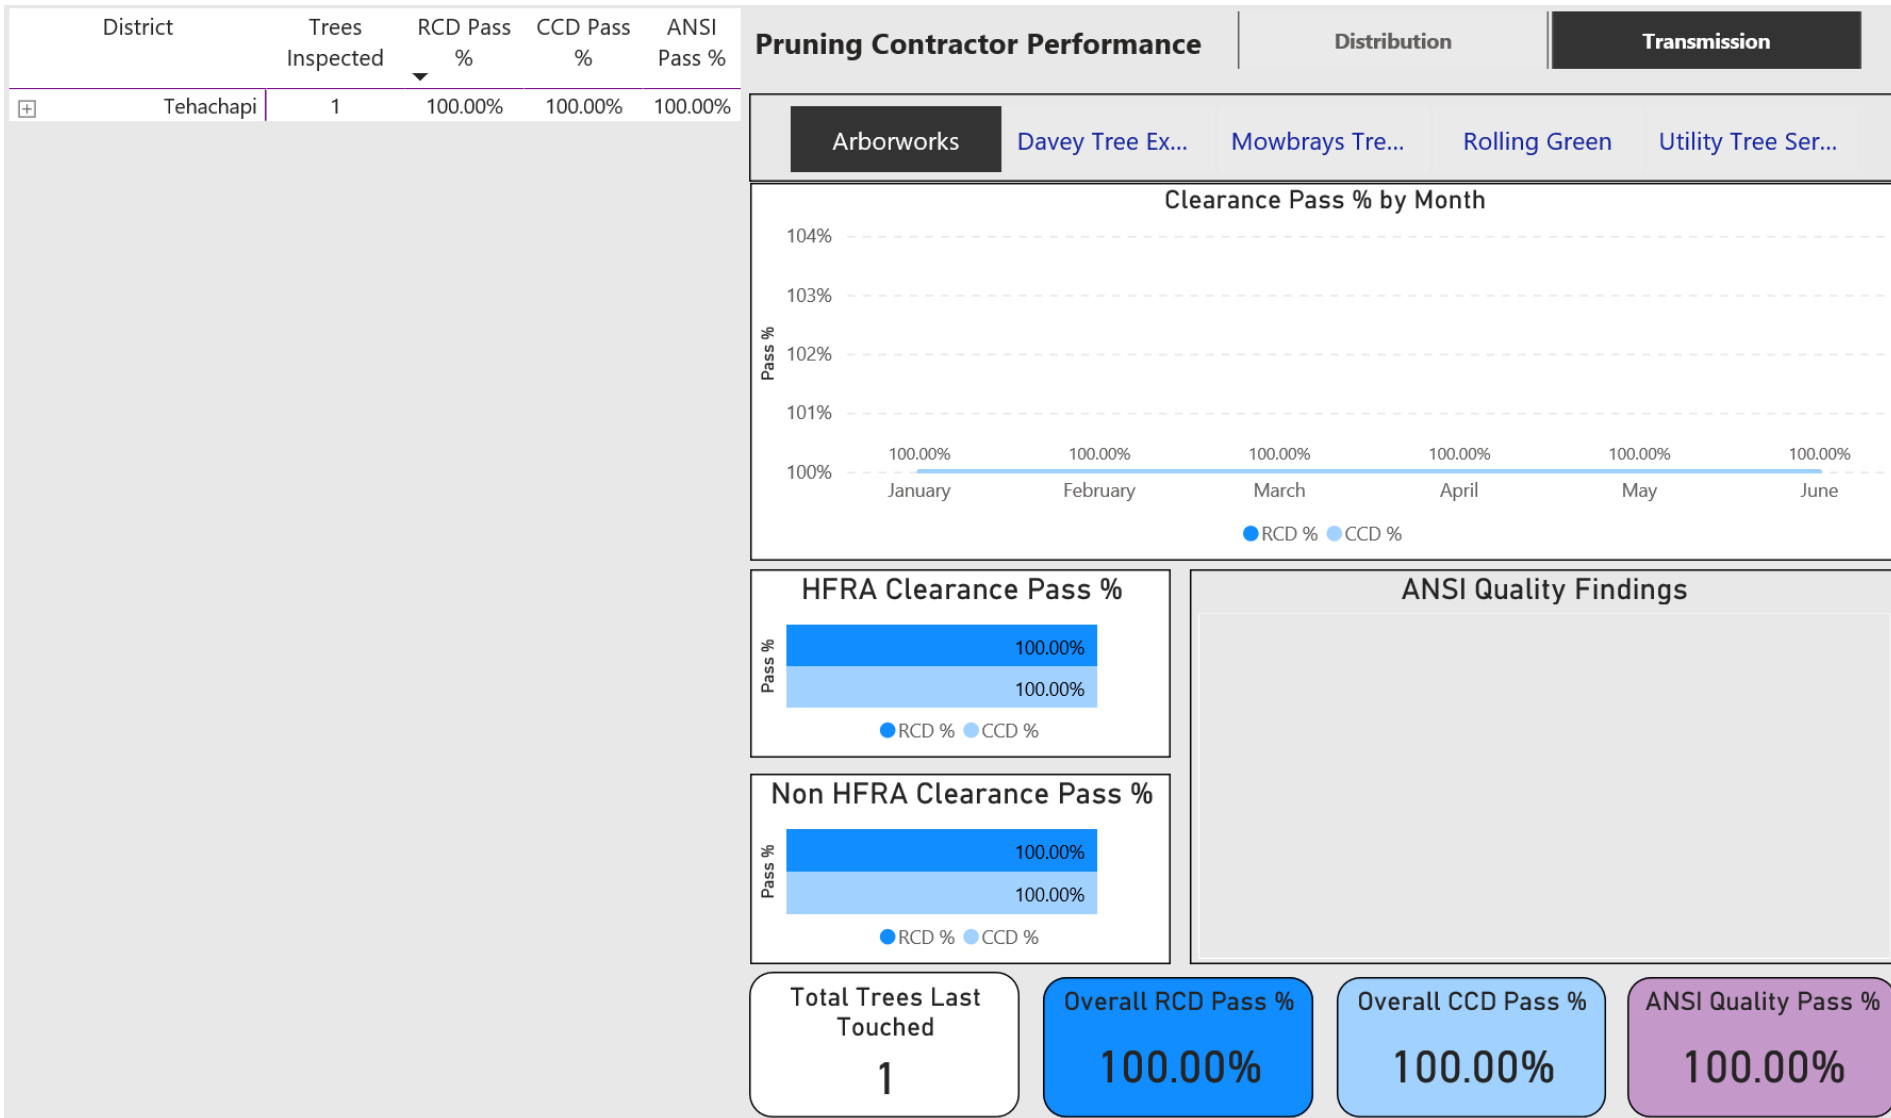 District
Trees Inspected
RCD Pass %
CCD Pass %
ANSI Pass %
Tehachapi 1 100.00% 100.00% 100.00%
Pruning Contractor Performance
Distribution
Transmission
Arborworks
Davey Tree Ex...
Mowbrays Tre...
Rolling Green
Utility Tree Ser...
Clearance Pass % by Month
Pass %
104%
103%
102%
101%
100%
100.00% 100.00% 100.00% 100.00% 100.00% 100.00%
January February March April May June
RCD % CCD %
HFRA Clearance Pass %
Pass %
100.00%
100.00%
RCD % CCD %
ANSI Quality Findings
Non HFRA Clearance Pass %
Pass %
100.00%
100.00%
RCD % CCD %
Total Trees Last
Touched
1
Overall RCD Pass %
100.00%
Overall CCD Pass %
100.00%
ANSI Quality Pass %
100.00%